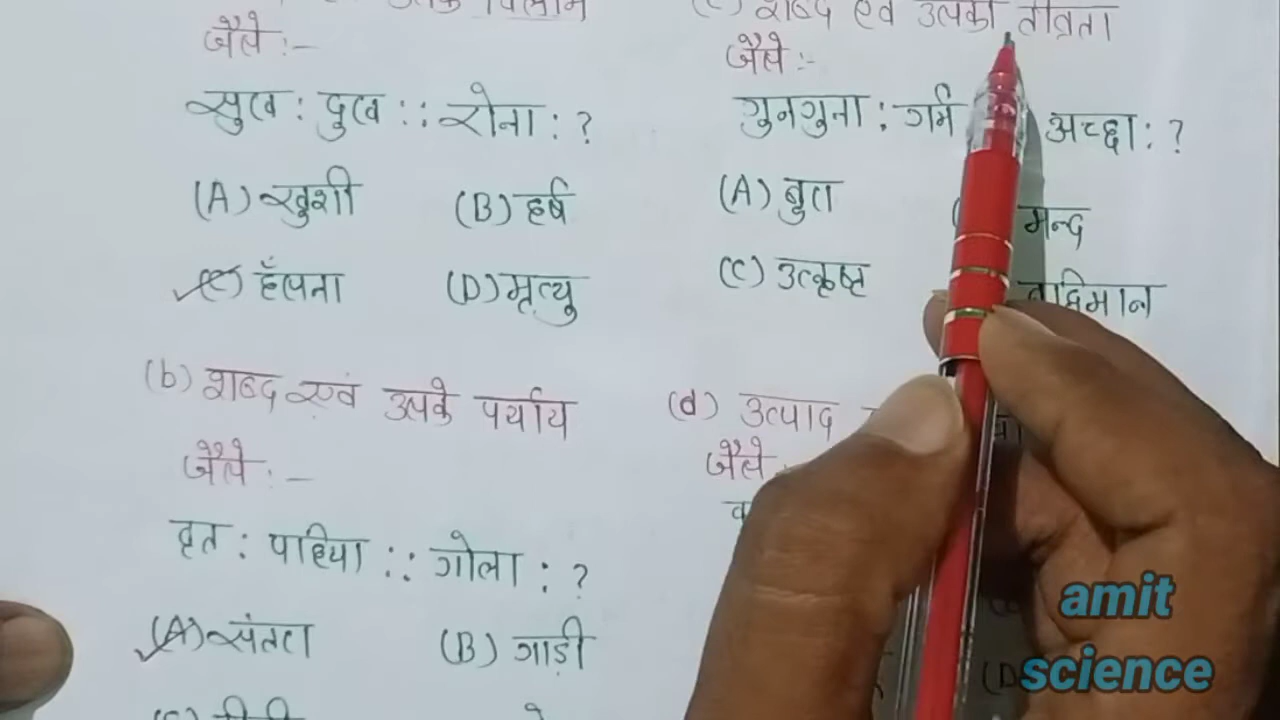 विलोम
जैसे :-
सुख : दुख :: रोना : ?
(A) खुशी (B) हर्ष
(C) हँसना (D) मृत्यु
(b) शब्द एवं उसके पर्याय
जैसे :-
वृत : पहिया :: गोला : ?
(A) संतरा (B) गाड़ी
शब्द एवं उसकी तीव्रता
जैसे :-
गुनगुना : गर्म अच्छा : ?
(A) बुरा मन्द
(C) उत्कृष्ट
(d) उत्पाद
जैसे
amit
science